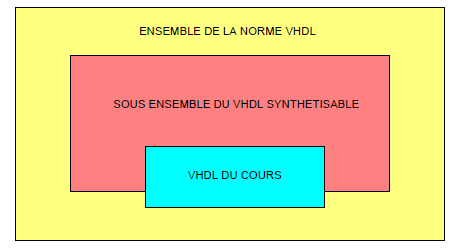 ENSEMBLE DE LA NORME VHDL
SOUS ENSEMBLE DU VHDL SYNTHETISABLE
VHDL DU COURS